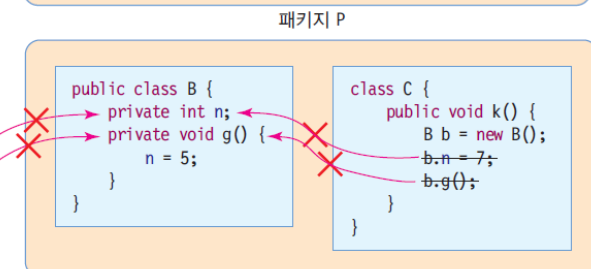 패키지 P
public class B {
private int n;
private void g() {
n = 5;
}
}
class C {
public void k() {
B b = new B();
b.n = 7;
b.g();
}
}